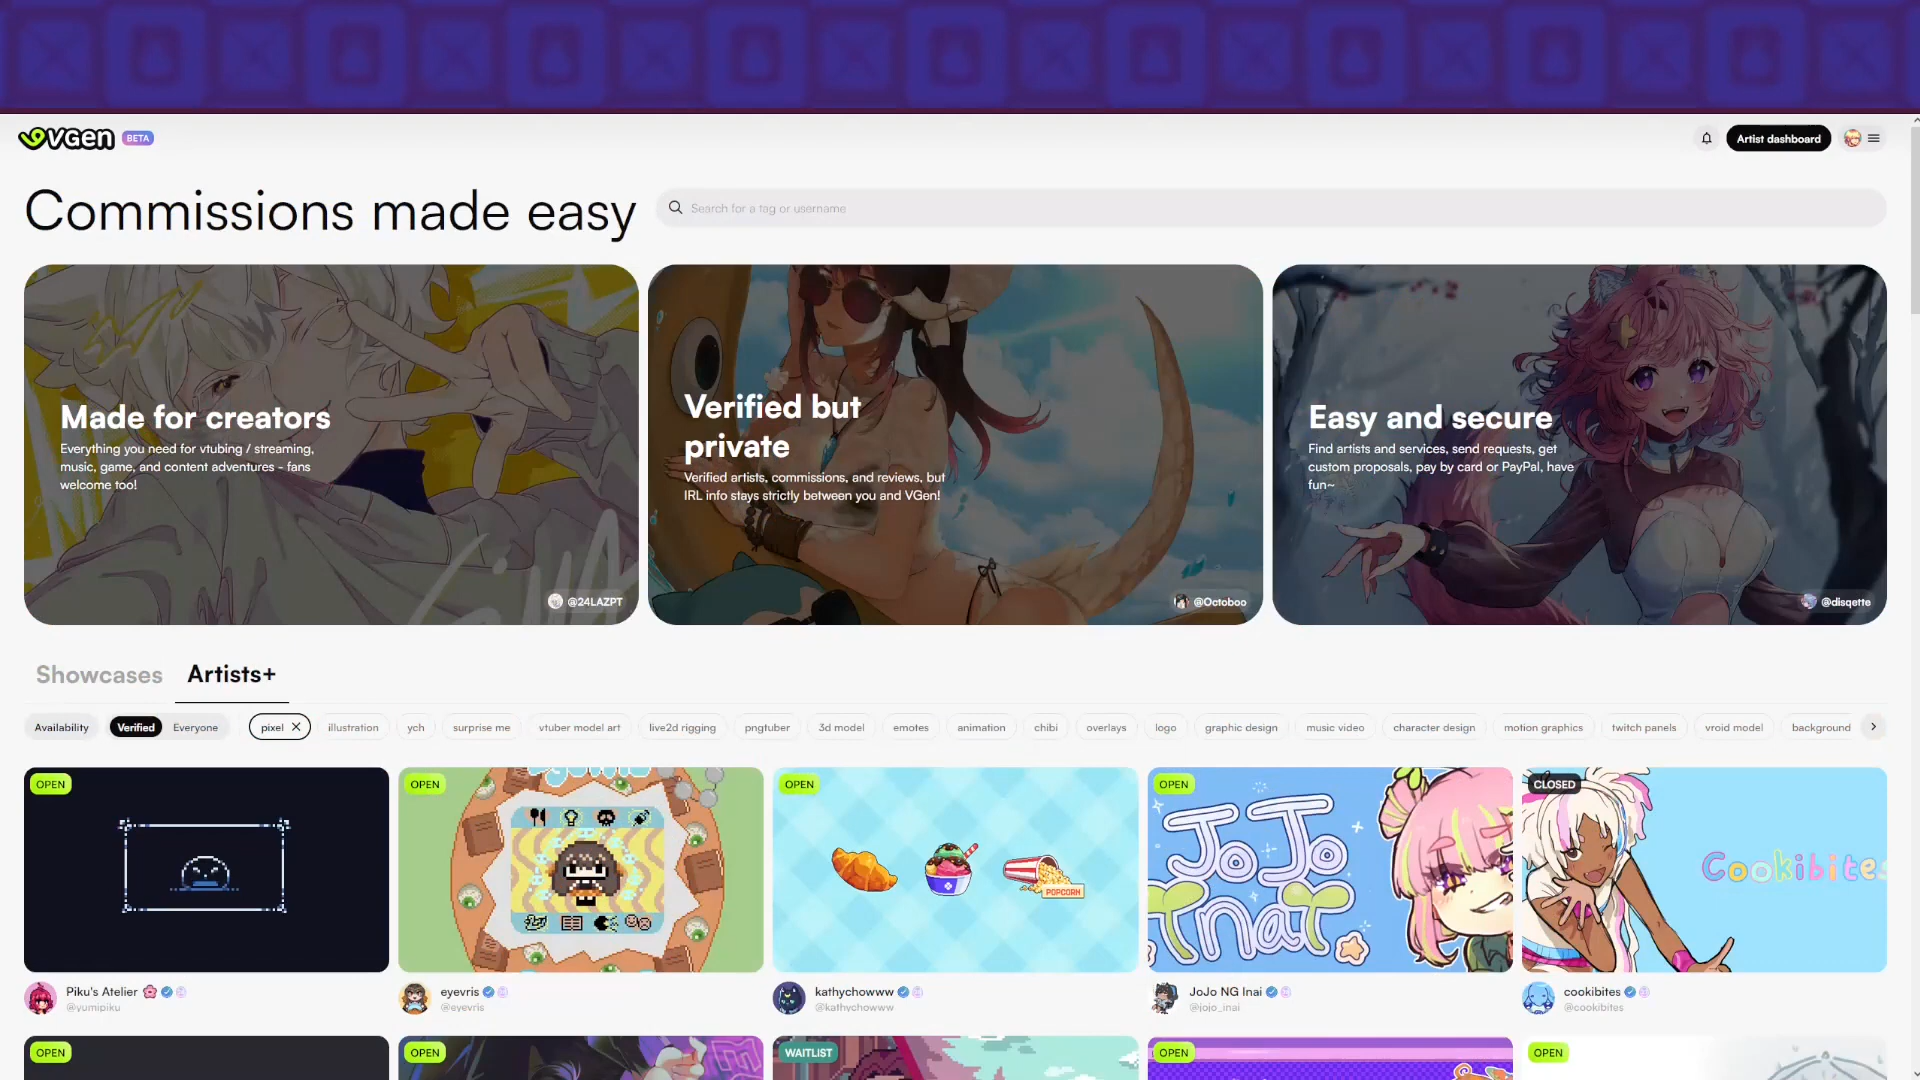 VGen BETA
Artist dashboard
Commissions made easy
Search for a tag or username
Made for creators
Everything you need for vtubing / streaming,
music, game, and content adventures - fans
welcome too!
@24LAZPT
Verified but
private
Verified artists, commissions, and reviews, but
IRL info stays strictly between you and VGen!
@Octoboo
Easy and secure
Find artists and services, send requests, get
custom proposals, pay by card or PayPal, have
fun~
@disqette
Showcases Artists+
Availability Verified Everyone pixel illustration ych surprise me vtuber model art live2d rigging pngtuber 3d model emotes animation chibi overlays logo graphic design music video character design motion graphics twitch panels vroid model background
OPEN
OPEN
OPEN
POPCORN
OPEN
JoJo
Inai
CLOSED
Cookibites
Piku's Atelier
@yumipiku
eyevris
@eyevris
kathychowww
@kathychowww
JoJo NG Inai
@jojo_inai
cookibites
@cookibites
OPEN
OPEN
WAITLIST
OPEN
OPEN